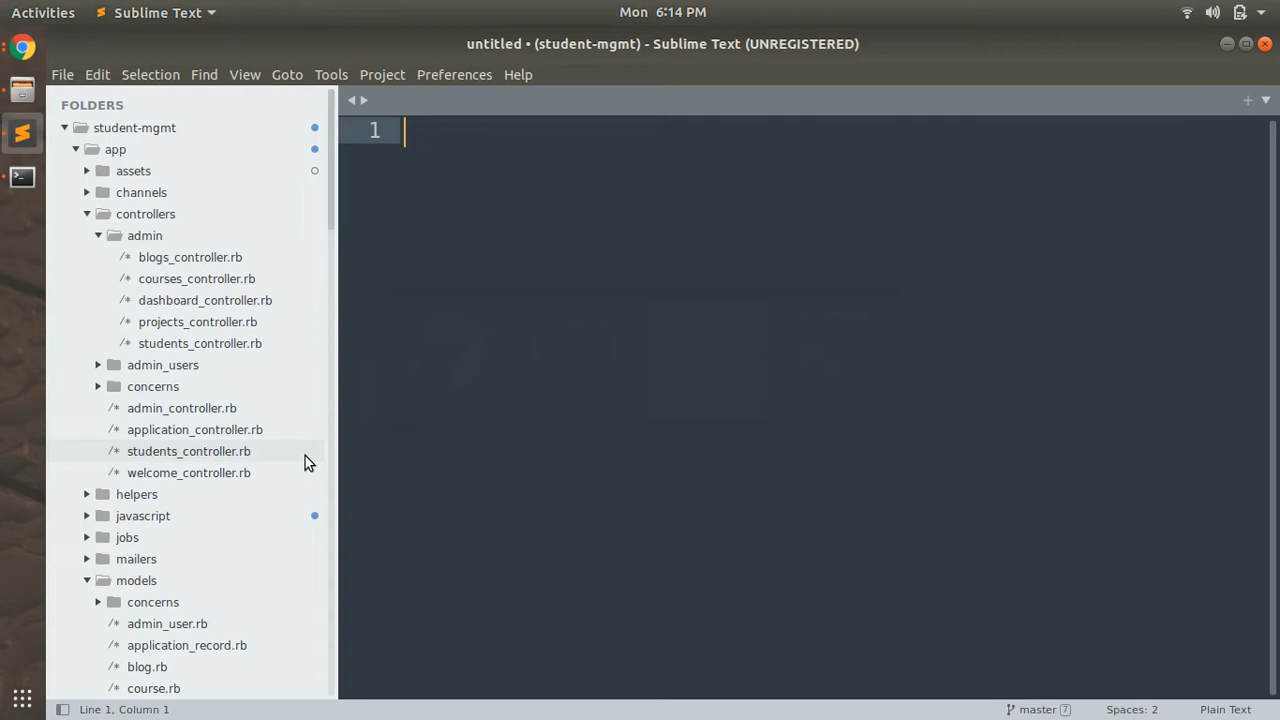 Activities Sublime Text Mon 6:14 PM
untitled • (student-mgmt) - Sublime Text (UNREGISTERED)
File Edit Selection Find View Goto Tools Project Preferences Help
FOLDERS
student-mgmt
app
assets
channels
controllers
admin
/* blogs_controller.rb
/* courses_controller.rb
/* dashboard_controller.rb
/* projects_controller.rb
/* students_controller.rb
admin_users
concerns
/* admin_controller.rb
/* application_controller.rb
/* students_controller.rb
/* welcome_controller.rb
helpers
javascript
jobs
mailers
models
concerns
/* admin_user.rb
/* application_record.rb
/* blog.rb
/* course.rb
1
Line 1, Column 1 master 7 Spaces: 2 Plain Text